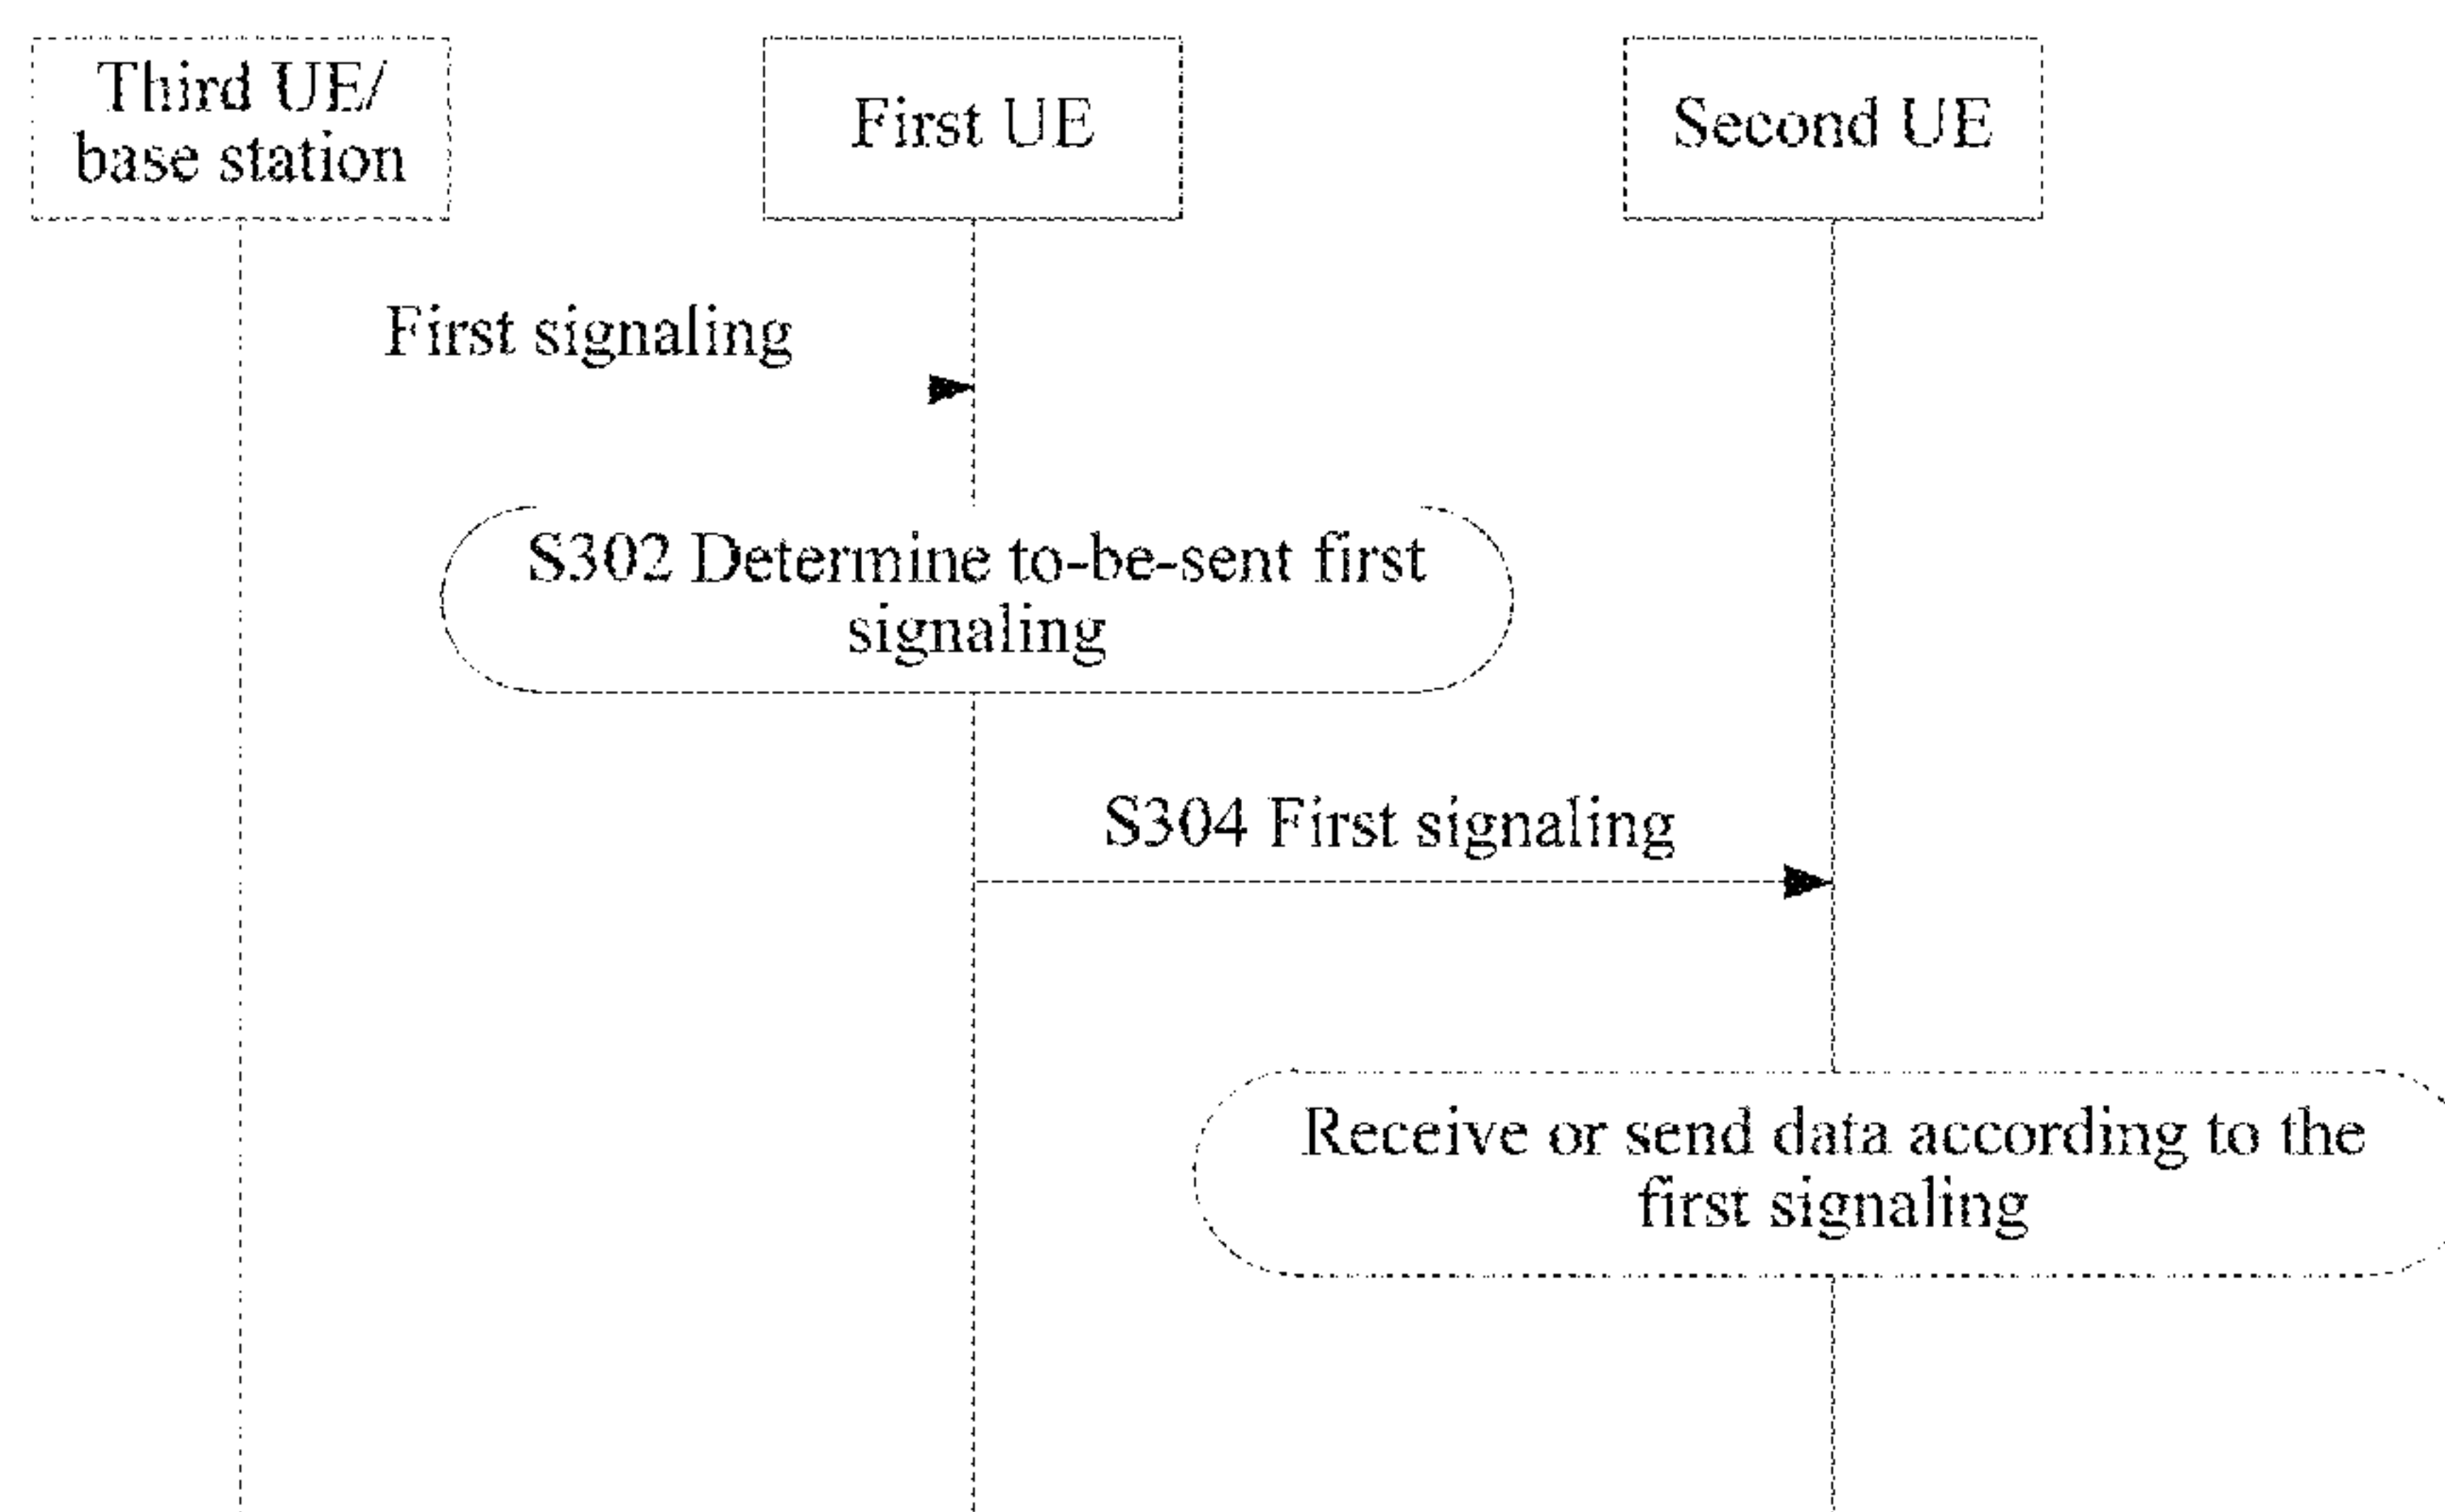 Third UE/
base station
First UE
Second UE
First signaling
S302 Determine to-be-sent first
signaling
S304 First signaling
Receive or send data according to the
first signaling